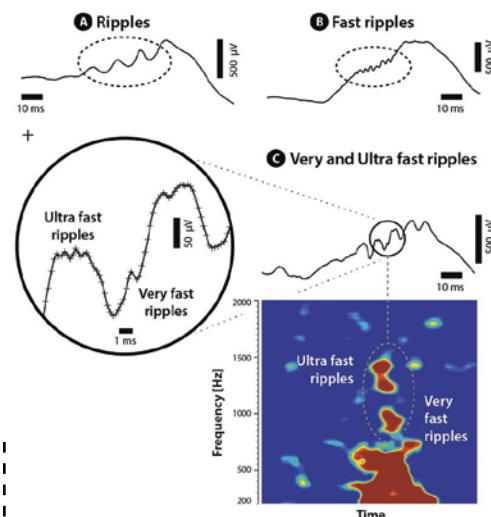 A Ripples
500 µV
10 ms
B Fast ripples
500 µV
10 ms
+
C Very and Ultra fast ripples
Ultra fast
ripples
50 µV
Very fast
ripples
1 ms
500 µV
10 ms
2000
1500
1000
500
200
Frequency [Hz]
Ultra fast
ripples
Very
fast
ripples
Time